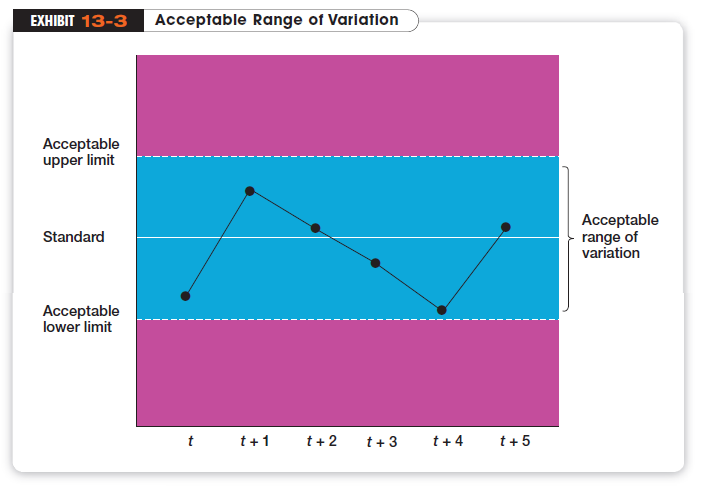 EXHIBIT 13-3 Acceptable Range of Variation
Acceptable
upper limit
Standard
Acceptable
lower limit
Acceptable
range of
variation
t
t + 1
t + 2
t + 3
t + 4
t + 5